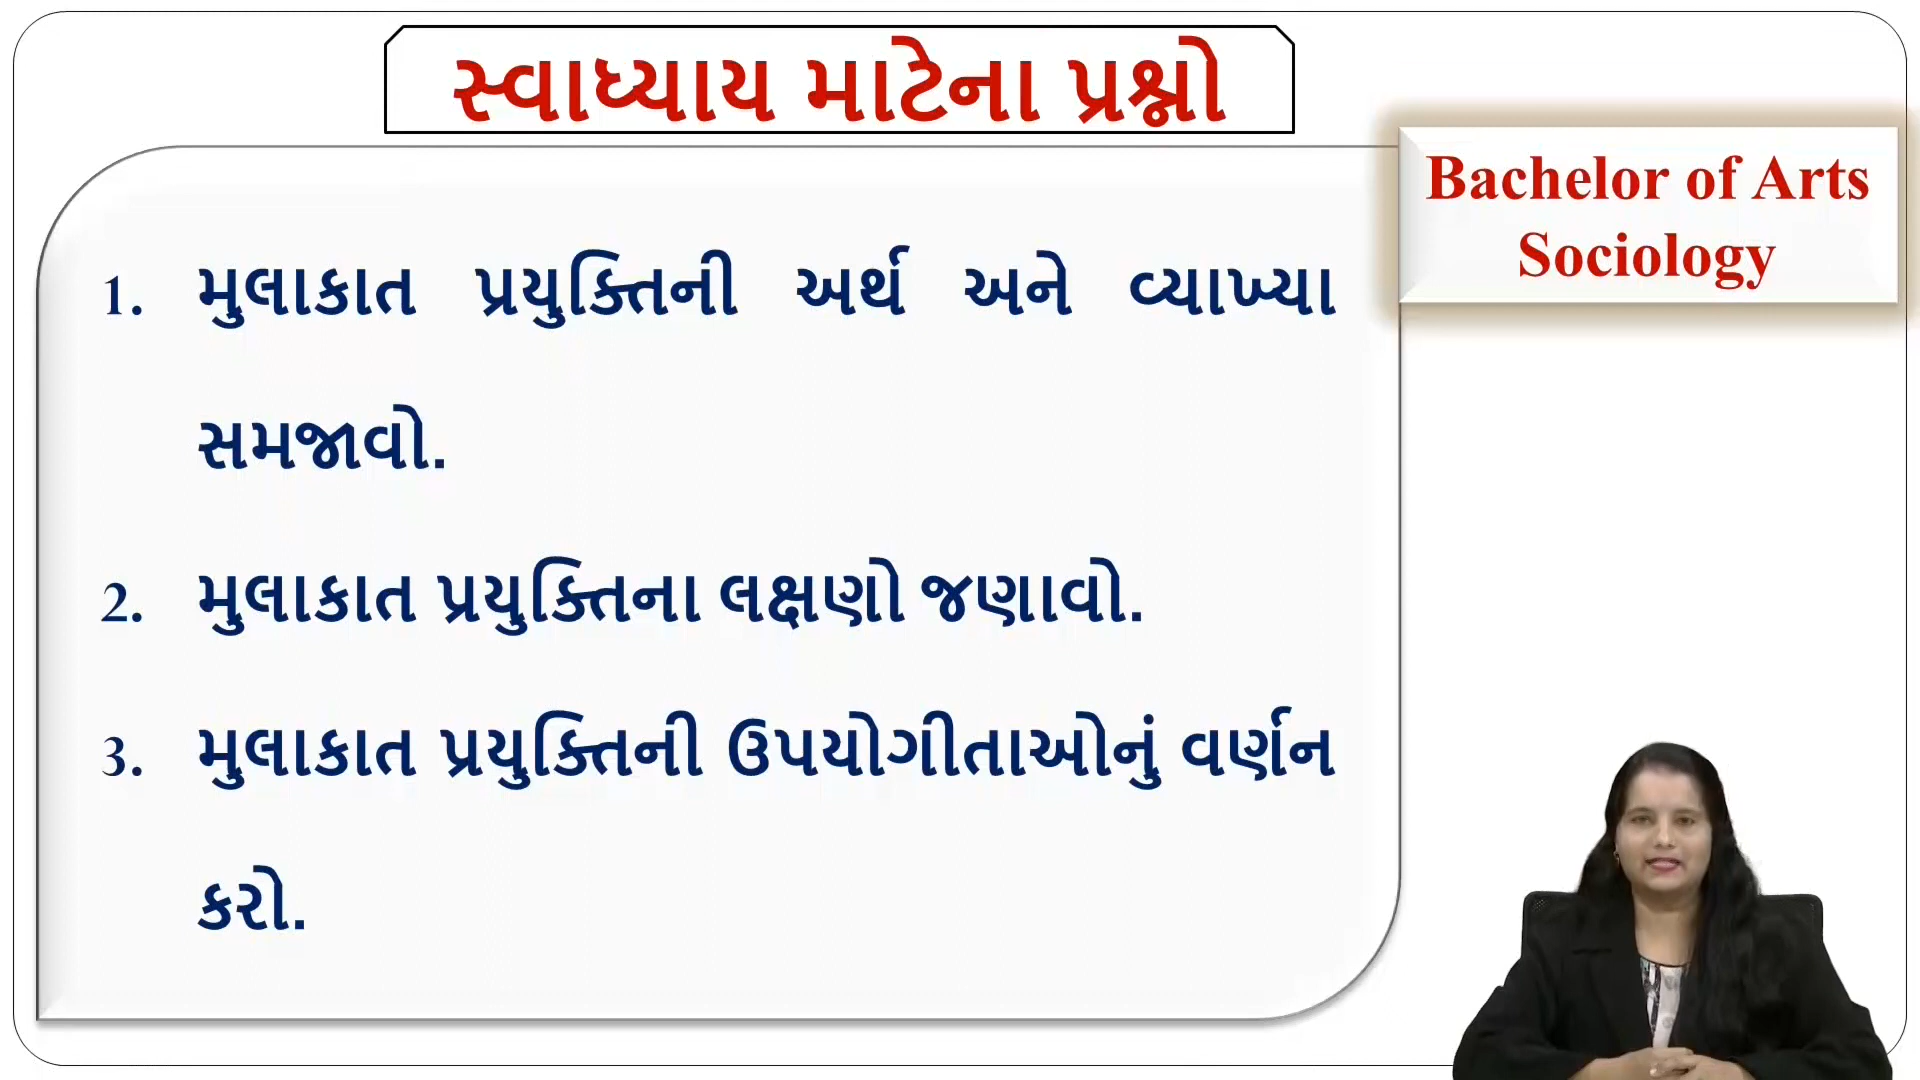 સ્વાધ્યાય માટેના પ્રશ્નો
Bachelor of Arts
Sociology
1. મુલાકાત પ્રયુક્તિની અર્થ અને વ્યાખ્યા
સમજાવો.
2. મુલાકાત પ્રયુક્તિના લક્ષણો જણાવો.
3. મુલાકાત પ્રયુક્તિની ઉપયોગીતાઓનું વર્ણન
કરો.